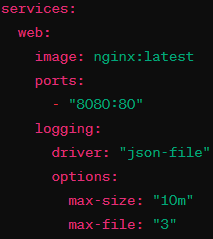 services:
  web:
    image: nginx:latest
    ports:
      - "8080:80"
    logging:
      driver: "json-file"
      options:
        max-size: "10m"
        max-file: "3"